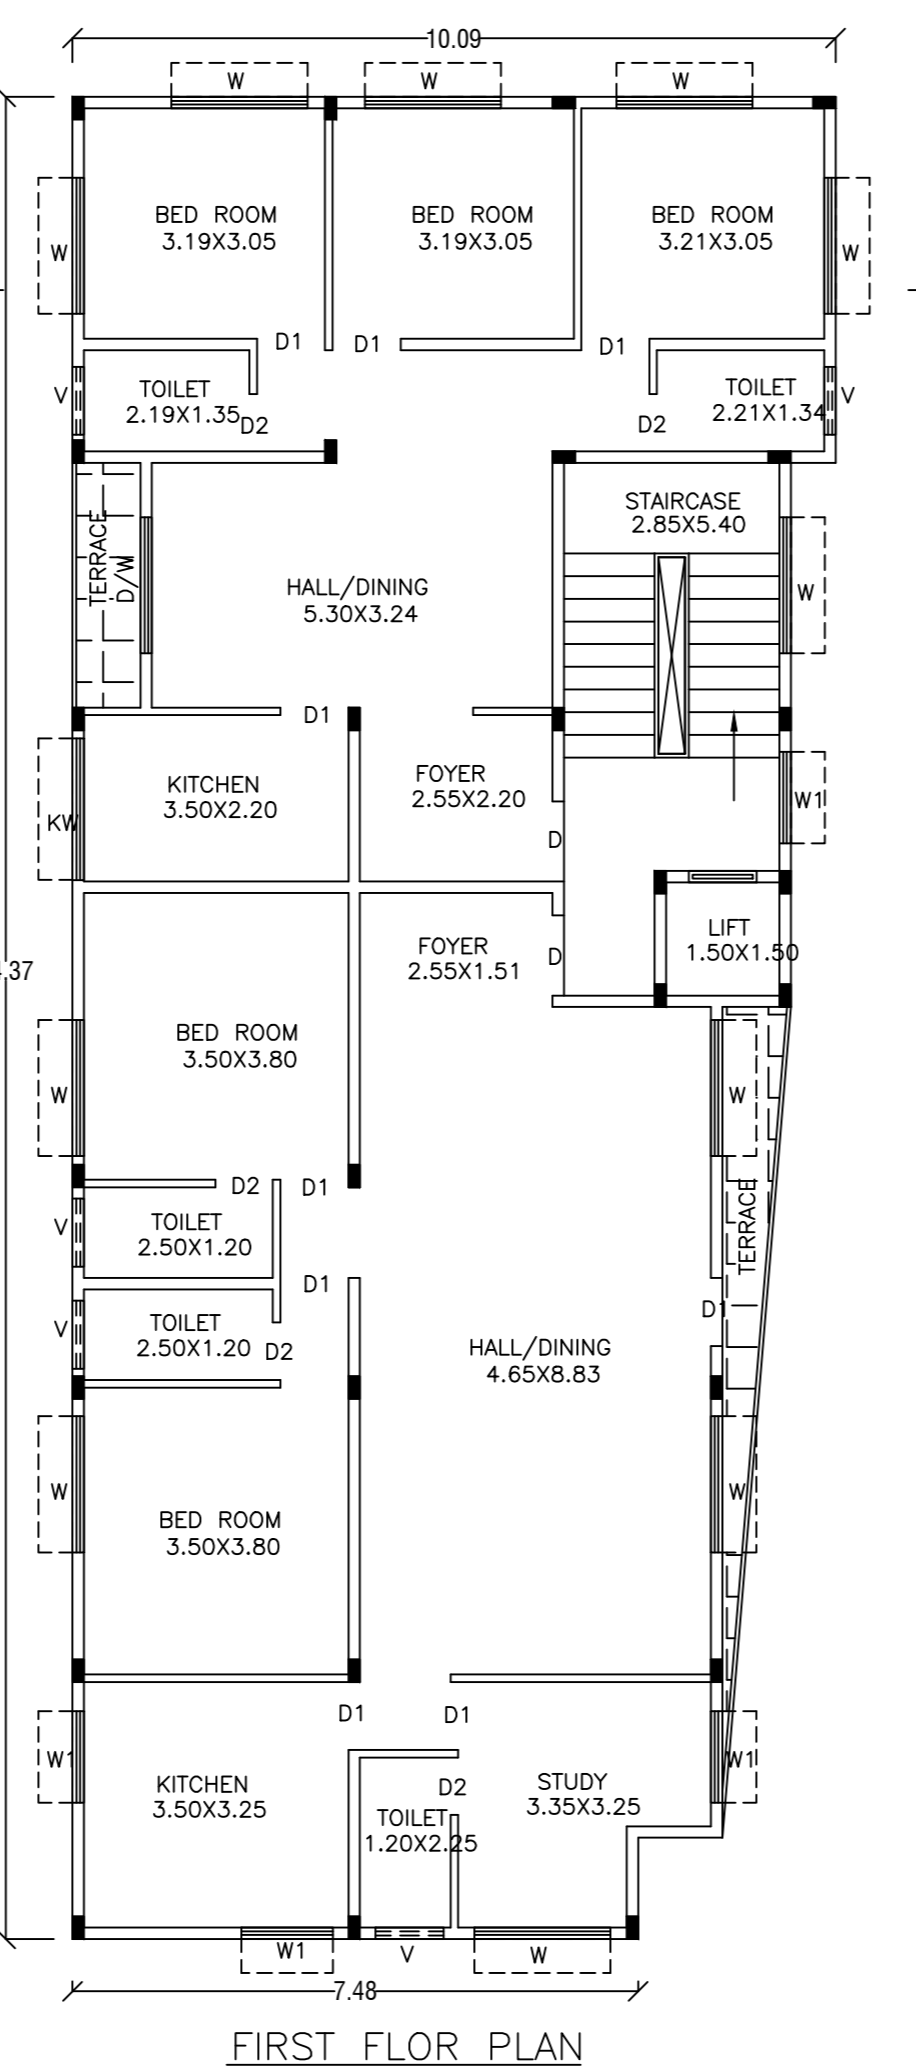 10.09
W
W
W
BED ROOM
3.19X3.05
BED ROOM
3.19X3.05
BED ROOM
3.21X3.05
W
W
D1
D1
D1
V
TOILET
2.19X1.35
D2
D2
TOILET
2.21X1.34
V
TERRACE
D/W
HALL/DINING
5.30X3.24
STAIRCASE
2.85X5.40
W
D1
KITCHEN
3.50X2.20
FOYER
2.55X2.20
KW
W1
D
FOYER
2.55X1.51
D
LIFT
1.50X1.50
.37
BED ROOM
3.50X3.80
W
W
D2
D1
V
TOILET
2.50X1.20
TERRACE
D1
V
TOILET
2.50X1.20
D2
D1
HALL/DINING
4.65X8.83
W
BED ROOM
3.50X3.80
W
D1
D1
W1
KITCHEN
3.50X3.25
D2
TOILET
1.20X2.25
STUDY
3.35X3.25
W1
W1
V
W
7.48
FIRST FLOR PLAN